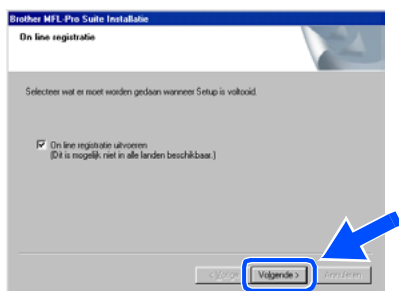 Brother MFL-Pro Suite Installatie
On line registratie
Selecteer wat er moet worden gedaan wanneer Setup is voltooid.
On line registratie uitvoeren
(Dit is mogelijk niet in alle landen beschikbaar.)
< Vorige Volgende > Annuleren